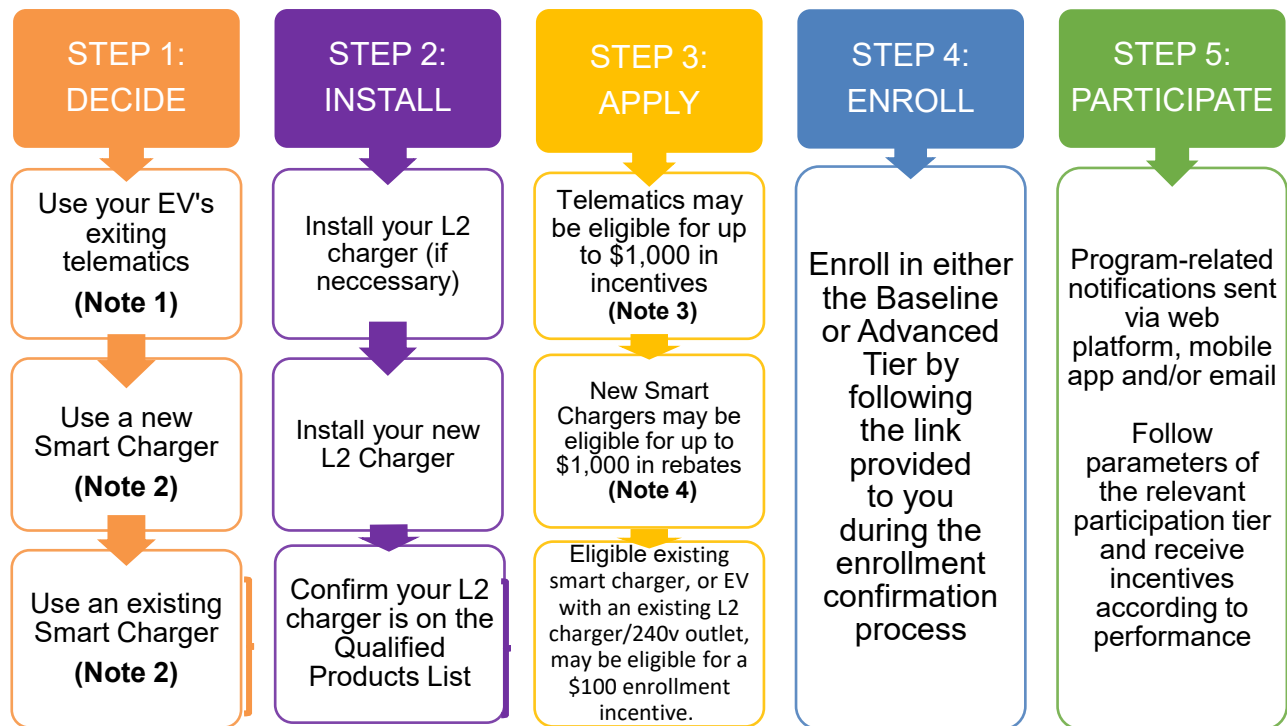 STEP 1:
DECIDE
Use your EV's
exiting
telematics
(Note 1)
Use a new
Smart Charger
(Note 2)
Use an existing
Smart Charger
(Note 2)
STEP 2:
INSTALL
Install your L2
charger (if
neccessary)
Install your new
L2 Charger
Confirm your L2
charger is on the
Qualified
Products List
STEP 3:
APPLY
Telematics may
be eligible for up
to $1,000 in
incentives
(Note 3)
New Smart
Chargers may be
eligible for up to
$1,000 in rebates
(Note 4)
Eligible existing
smart charger, or EV
with an existing L2
charger/240v outlet,
may be eligible for a
$100 enrollment
incentive.
STEP 4:
ENROLL
Enroll in either
the Baseline
or Advanced
Tier by
following
the link
provided
to you
during the
enrollment
confirmation
process
STEP 5:
PARTICIPATE
Program-related
notifications sent
via web
platform, mobile
app and/or email
Follow
parameters of
the relevant
participation tier
and receive
incentives
according to
performance